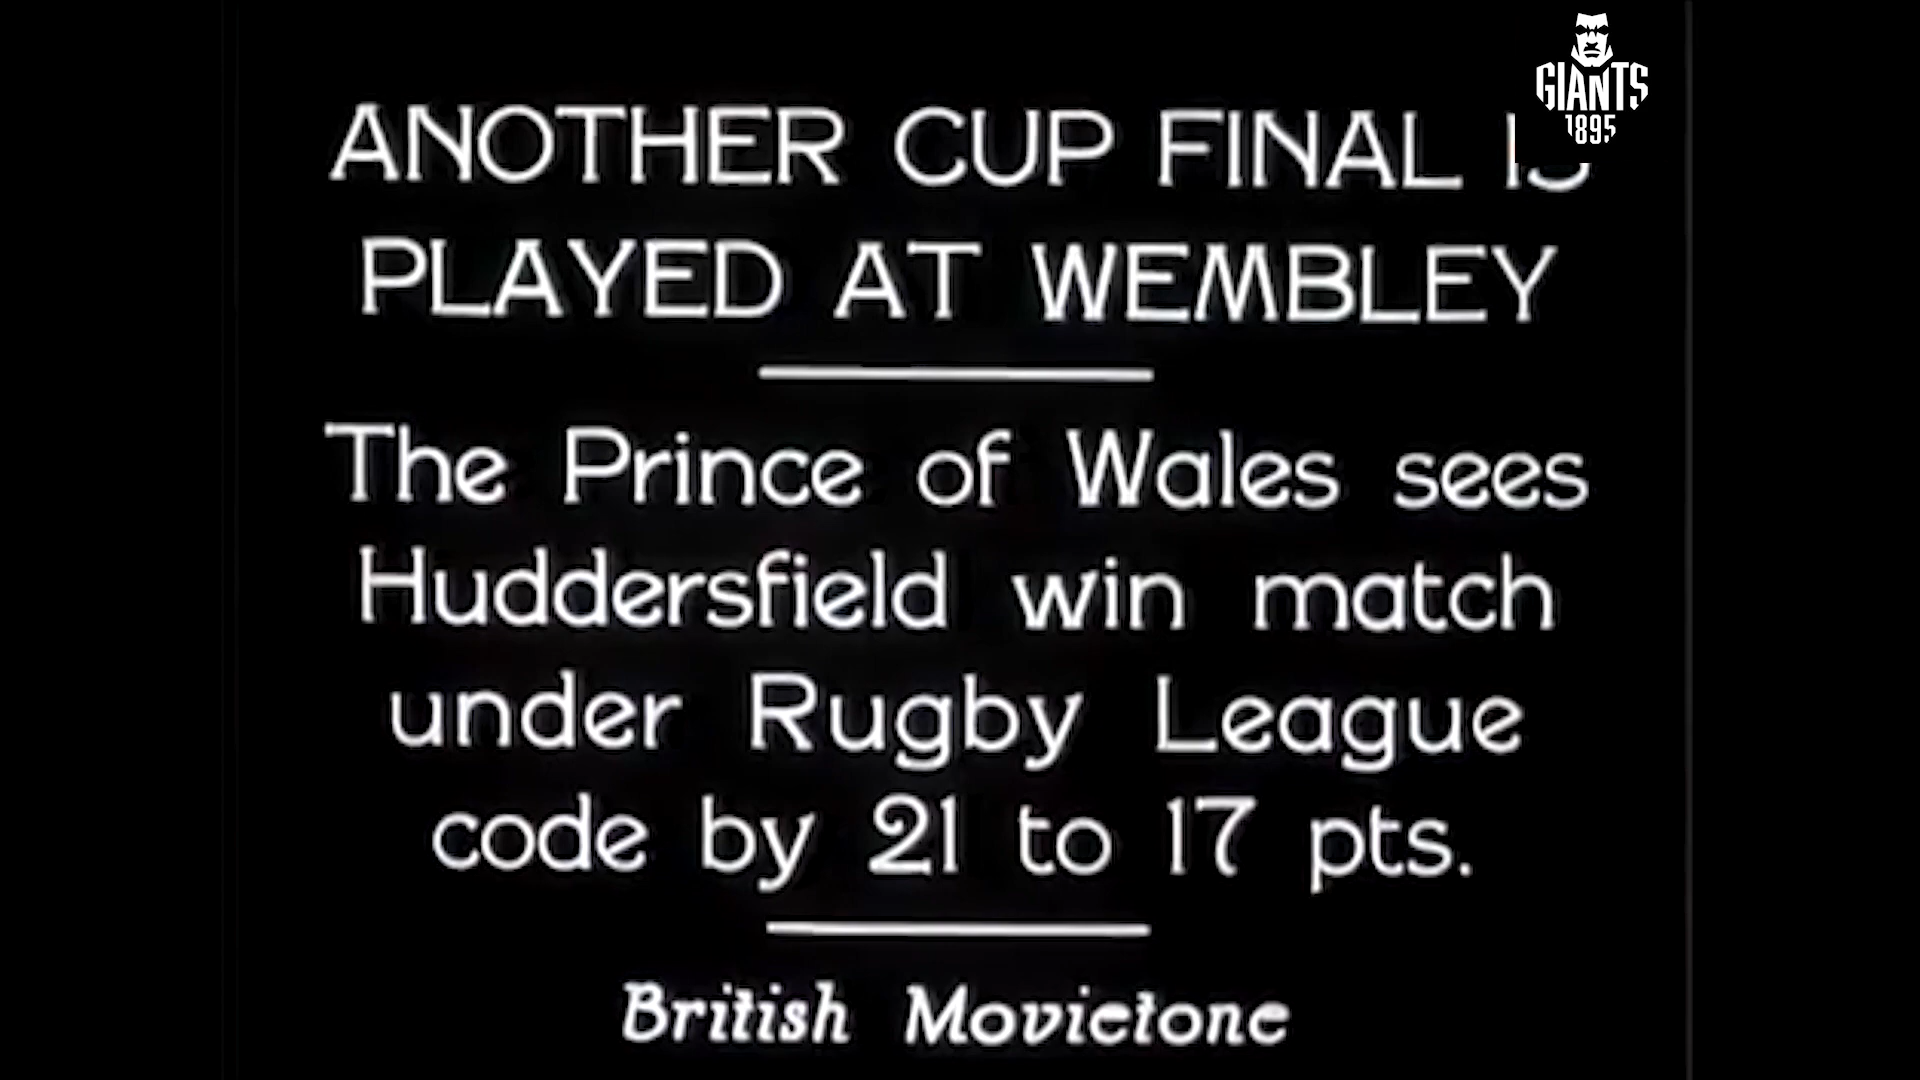 GIANTS
1895
ANOTHER CUP FINAL IS
PLAYED AT WEMBLEY
The Prince of Wales sees
Huddersfield win match
under Rugby League
code by 21 to 17 pts.
British Movietone